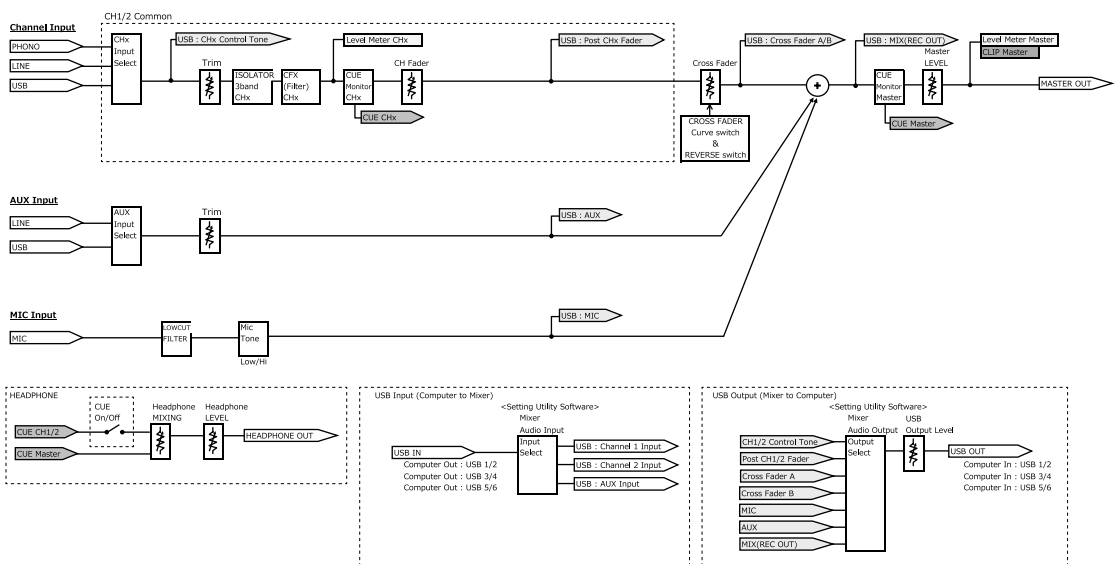 CH1/2 Common
Channel Input
PHONO
LINE
USB
CHx
Input
Select
USB : CHx Control Tone
Trim
ISOLATOR
3band
CHx
CFX
(Filter)
CHx
Level Meter CHx
CUE
Monitor
CHx
CUE CHx
CH Fader
USB : Post CHx Fader
Cross Fader
CROSS FADER
Curve switch
&
REVERSE switch
USB : Cross Fader A/B
+
USB : MIX(REC OUT)
CUE
Monitor
Master
CUE Master
Master
LEVEL
Level Meter Master
CLIP Master
MASTER OUT
AUX Input
LINE
USB
AUX
Input
Select
Trim
USB : AUX
MIC Input
MIC
LOWCUT
FILTER
Mic
Tone
Low/Hi
USB : MIC
HEADPHONE
CUE
On/Off
CUE CH1/2
CUE Master
Headphone
MIXING
Headphone
LEVEL
HEADPHONE OUT
USB Input (Computer to Mixer)
<Setting Utility Software>
Mixer
Audio Input
USB IN
Computer Out : USB 1/2
Computer Out : USB 3/4
Computer Out : USB 5/6
Input
Select
USB : Channel 1 Input
USB : Channel 2 Input
USB : AUX Input
USB Output (Mixer to Computer)
<Setting Utility Software>
Mixer
Audio Output
USB
Output Level
CH1/2 Control Tone
Post CH1/2 Fader
Cross Fader A
Cross Fader B
MIC
AUX
MIX(REC OUT)
Output
Select
USB OUT
Computer In : USB 1/2
Computer In : USB 3/4
Computer In : USB 5/6